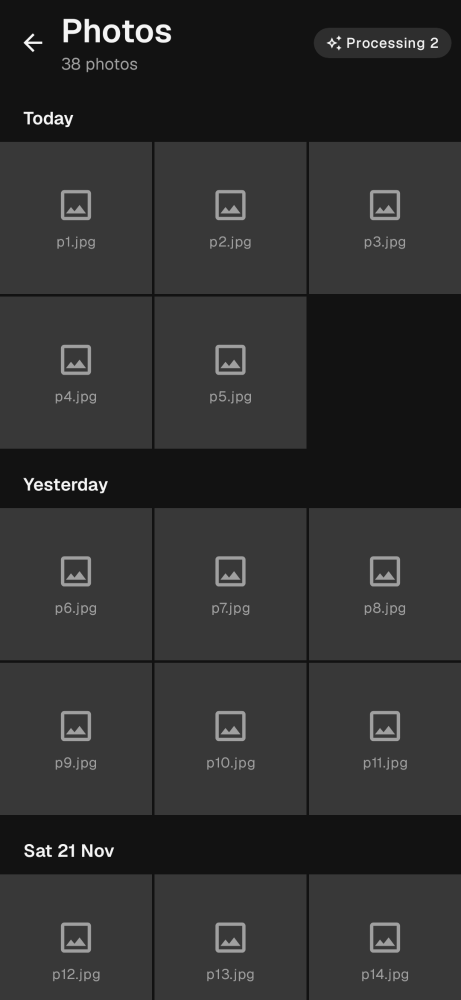 Photos
38 photos
Processing 2
Today
p1.jpg
p2.jpg
p3.jpg
p4.jpg
p5.jpg
Yesterday
p6.jpg
p7.jpg
p8.jpg
p9.jpg
p10.jpg
p11.jpg
Sat 21 Nov
p12.jpg
p13.jpg
p14.jpg